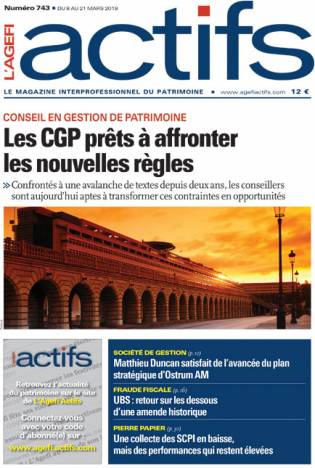 Numéro 743 • DU 8 AU 21 MARS 2019
L'AGEFI
actifs
LE MAGAZINE INTERPROFESSIONNEL DU PATRIMOINE • www.agefiactifs.com 12 €
CONSEIL EN GESTION DE PATRIMOINE
Les CGP prêts à affronter
les nouvelles règles
» Confrontés à une avalanche de textes depuis deux ans, les conseillers
sont aujourd'hui aptes à transformer ces contraintes en opportunités
actifs
Retrouvez l'actualité
du patrimoine sur le site
de L'Agefi Actifs
Connectez-vous
avec votre code
d'abonné(e) sur :
www.agefiactifs.com
SOCIÉTÉ DE GESTION (p.12)
Matthieu Duncan satisfait de l'avancée du plan
stratégique d'Ostrum AM
FRAUDE FISCALE (p.16)
UBS : retour sur les dessous
d'une amende historique
PIERRE PAPIER (p.)
Une collecte des SCPI en baisse,
mais des performances qui restent élevées